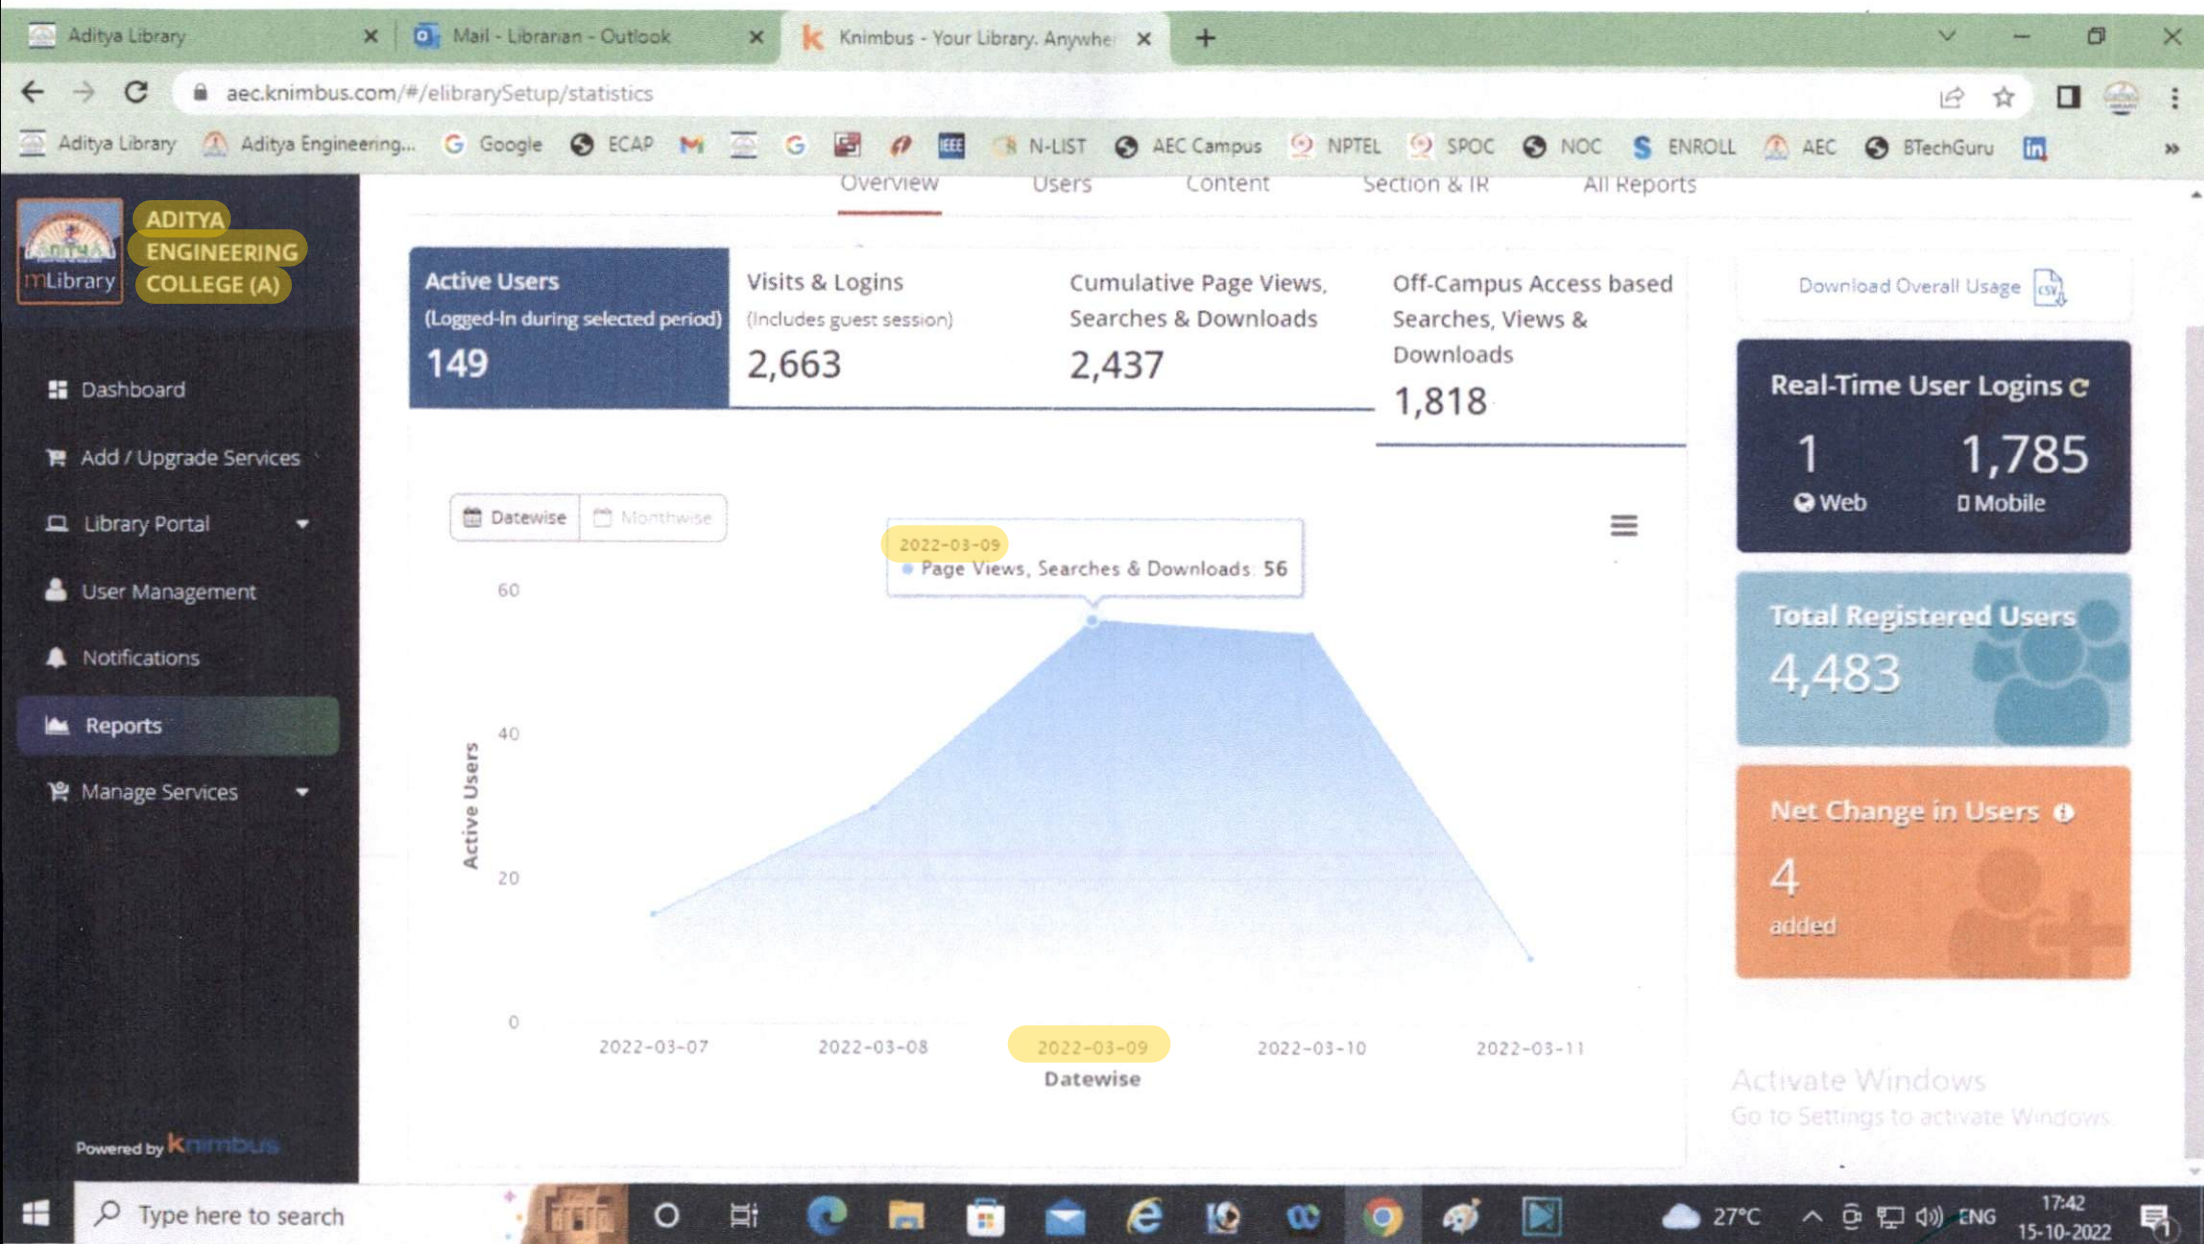 Aditya Library
Mail - Librarian - Outlook
Knimbus - Your Library. Anywhe
aec.knimbus.com/#/elibrarySetup/statistics
Aditya Library Aditya Engineering... Google ECAP IEEE N-LIST AEC Campus NPTEL SPOC NOC ENROLL AEC BTechGuru in »
ADITYA
ENGINEERING
COLLEGE (A)
ADITYA
mLibrary
Overview Users Content Section & IR All Reports
Dashboard
Add / Upgrade Services
Library Portal
User Management
Notifications
Reports
Manage Services
Powered by Knimbus
Active Users
(Logged-In during selected period)
149
Visits & Logins
(Includes guest session)
2,663
Cumulative Page Views,
Searches & Downloads
2,437
Off-Campus Access based
Searches, Views &
Downloads
1,818
Download Overall Usage CSV
Real-Time User Logins
1 1,785
Web Mobile
Total Registered Users
4,483
Net Change in Users
4
added
Datewise Monthwise
2022-03-09
Page Views, Searches & Downloads: 56
60
40
20
0
Active Users
2022-03-07 2022-03-08 2022-03-09 2022-03-10 2022-03-11
Datewise
Activate Windows
Go to Settings to activate Windows.
Type here to search
27°C ENG
17:42
15-10-2022
1